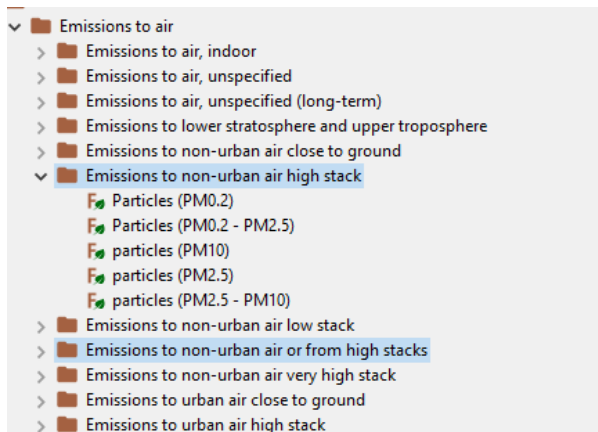 Emissions to air
Emissions to air, indoor
Emissions to air, unspecified
Emissions to air, unspecified (long-term)
Emissions to lower stratosphere and upper troposphere
Emissions to non-urban air close to ground
Emissions to non-urban air high stack
Particles (PM0.2)
Particles (PM0.2 - PM2.5)
particles (PM10)
particles (PM2.5)
particles (PM2.5 - PM10)
Emissions to non-urban air low stack
Emissions to non-urban air or from high stacks
Emissions to non-urban air very high stack
Emissions to urban air close to ground
Emissions to urban air high stack